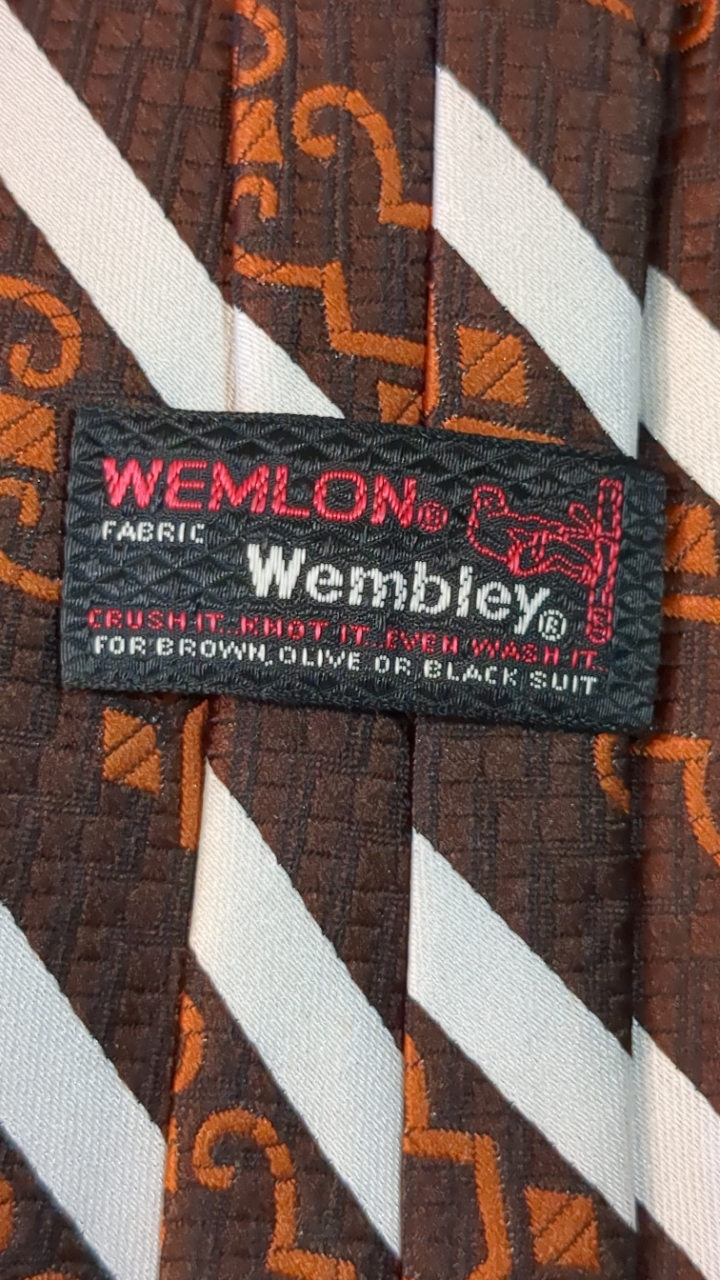 WEMLON®
FABRIC
Wembley®
CRUSH IT...KNOT IT...EVEN WASH IT...
FOR BROWN, OLIVE OR BLACK SUIT